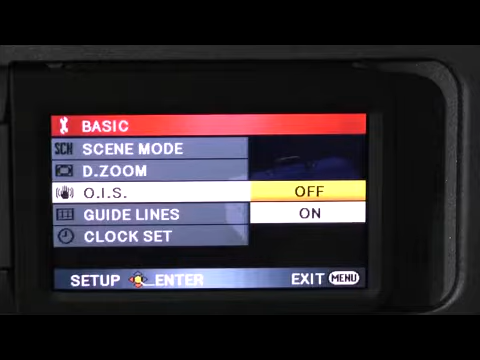 BASIC
SCN SCENE MODE
D.ZOOM
O.I.S. OFF
GUIDE LINES ON
CLOCK SET
SETUP ENTER EXIT MENU